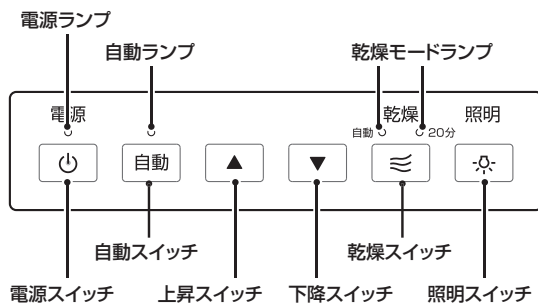 電源ランプ
自動ランプ 乾燥モードランプ
電源 乾燥 照明
自動 20分
自動
自動スイッチ 乾燥スイッチ
電源スイッチ 上昇スイッチ 下降スイッチ 照明スイッチ